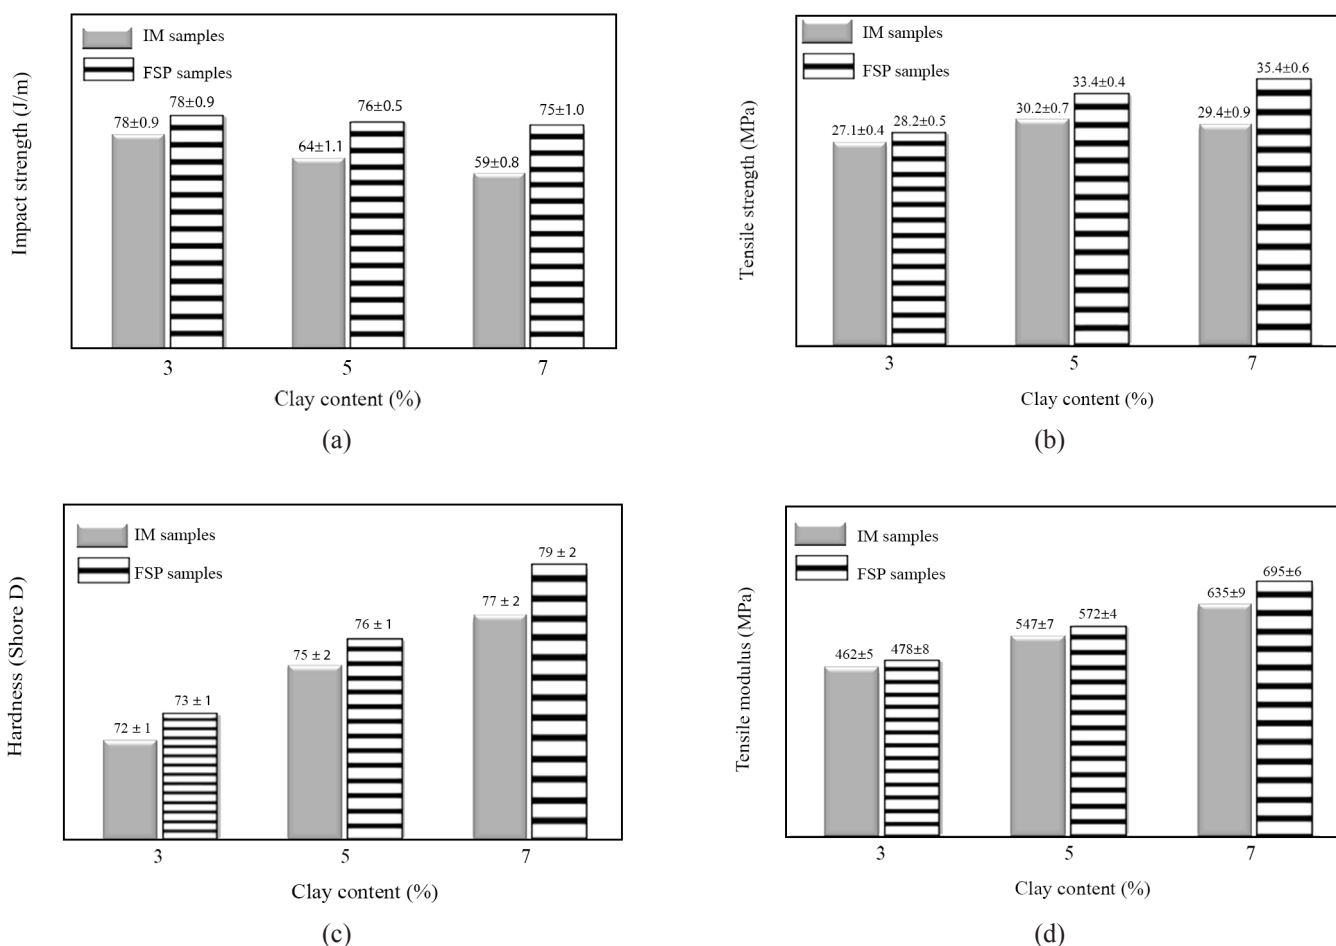 IM samples
FSP samples
78±0.9
78±0.9
64±1.1
76±0.5
59±0.8
75±1.0
Impact strength (J/m)
3
5
7
Clay content (%)
(a)
IM samples
FSP samples
27.1±0.4
28.2±0.5
30.2±0.7
33.4±0.4
29.4±0.9
35.4±0.6
Tensile strength (MPa)
3
5
7
Clay content (%)
(b)
IM samples
FSP samples
72 ± 1
73 ± 1
75 ± 2
76 ± 1
77 ± 2
79 ± 2
Hardness (Shore D)
3
5
7
Clay content (%)
(c)
IM samples
FSP samples
462±5
478±8
547±7
572±4
635±9
695±6
Tensile modulus (MPa)
3
5
7
Clay content (%)
(d)